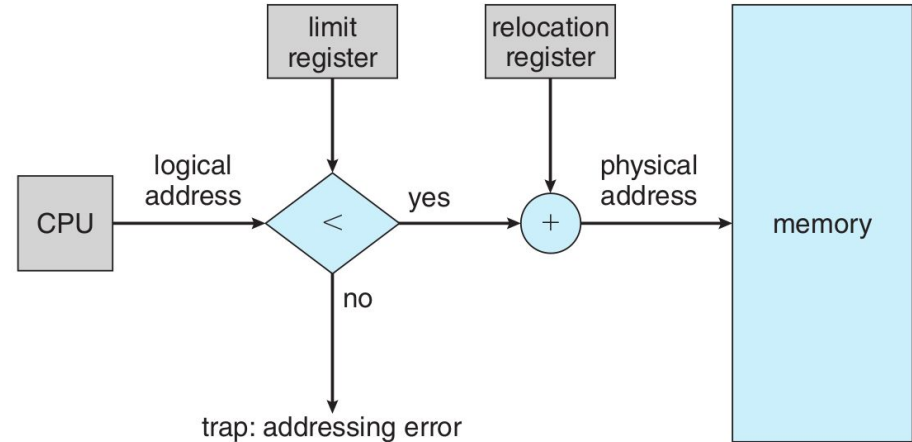 limit
register
relocation
register
logical
address
physical
address
CPU
<
yes
+
memory
no
trap: addressing error